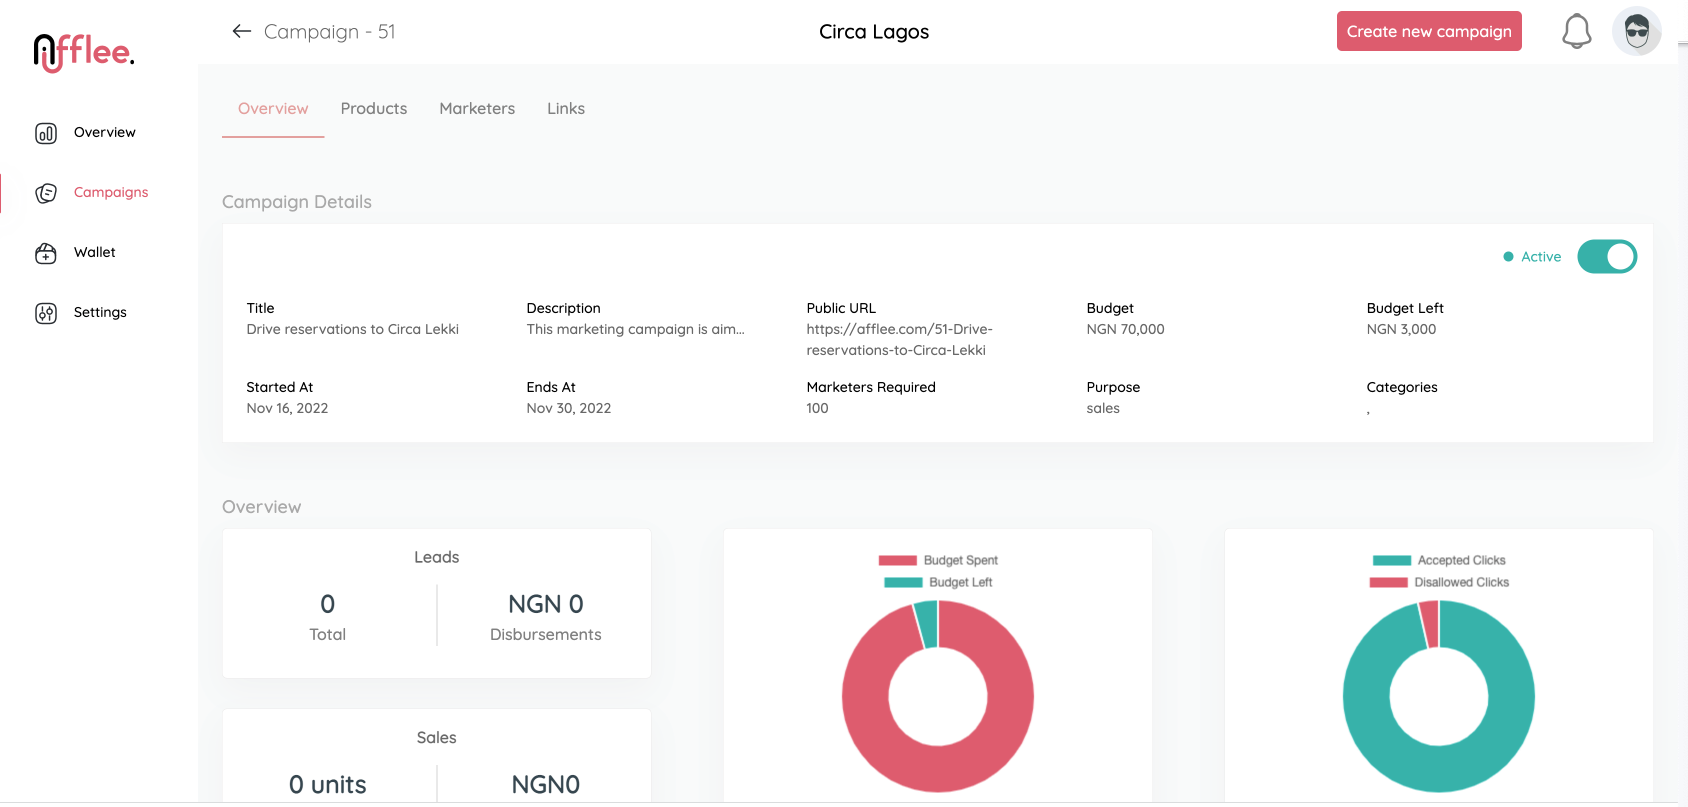 Afflee.
Campaign - 51
Circa Lagos
Create new campaign
Overview
Campaigns
Wallet
Settings
Overview
Products
Marketers
Links
Campaign Details
Active
Title
Drive reservations to Circa Lekki
Description
This marketing campaign is aim...
Public URL
https://afflee.com/51-Drive-
reservations-to-Circa-Lekki
Budget
NGN 70,000
Budget Left
NGN 3,000
Started At
Nov 16, 2022
Ends At
Nov 30, 2022
Marketers Required
100
Purpose
sales
Categories
,
Overview
Leads
0
Total
NGN 0
Disbursements
Sales
0 units
NGN0
Budget Spent
Budget Left
Accepted Clicks
Disallowed Clicks